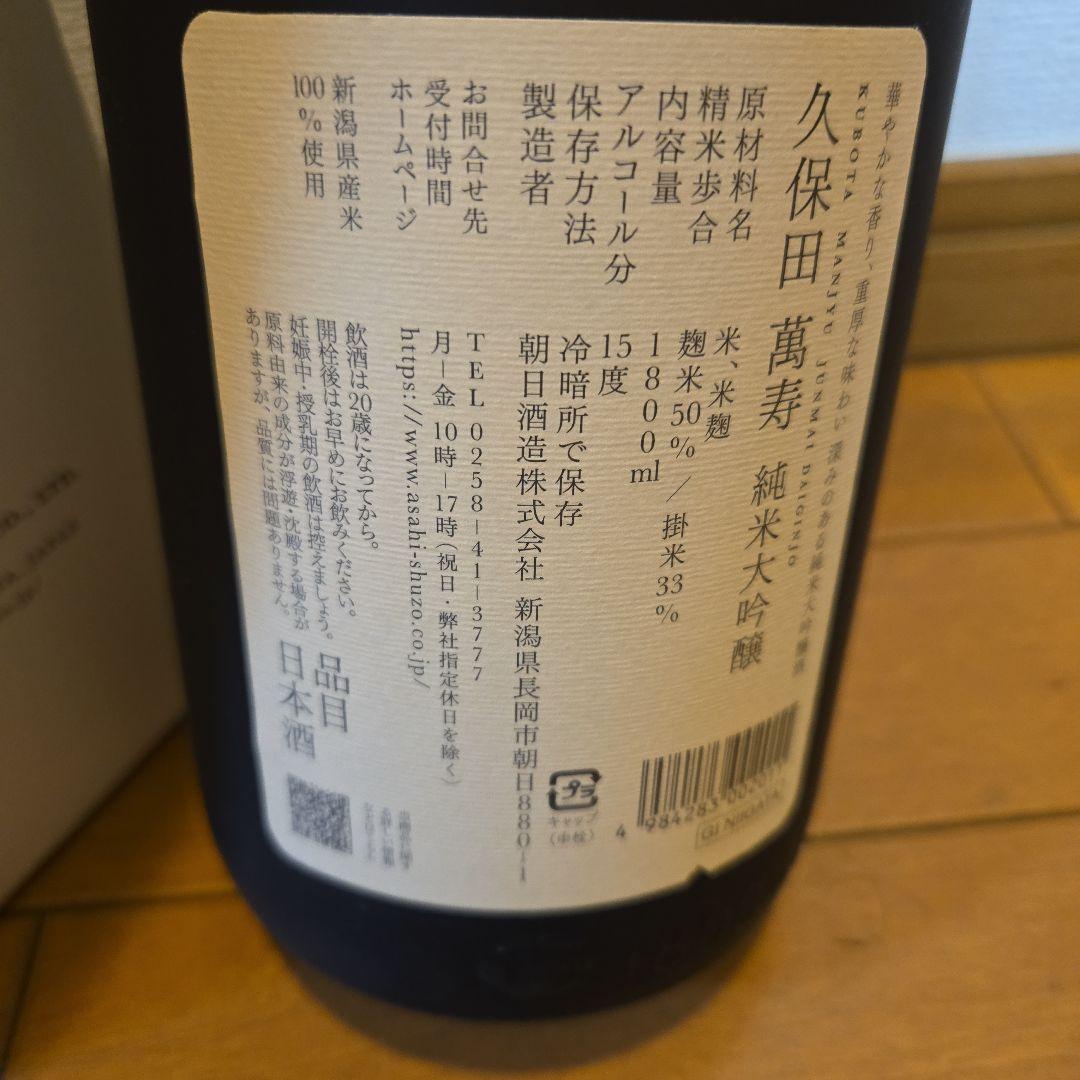 華やかな香り、重厚な味わい 深みのある純米大吟醸酒
KUBOTA MANJYU JUNMAI DAIGINJO
久保田 萬寿 純米大吟醸
原材料名 米、米麹
精米歩合 麹米50%／掛米33%
内容量 1800ml
アルコール分 15度
保存方法 冷暗所で保存
製造者 朝日酒造株式会社 新潟県長岡市朝日880-1
お問合せ先 TEL 0258-41-3777
受付時間 月-金 10時-17時(祝日・弊社指定休日を除く)
ホームページ https://www.asahi-shuzo.co.jp/
新潟県産米
100%使用
飲酒は20歳になってから。
開栓後はお早めにお飲みください。
妊娠中・授乳期の飲酒は控えましょう。
原料由来の成分が浮遊・沈殿する場合が
ありますが、品質には問題ありません。
品目
日本酒
プラ
キャップ
(中栓)
4 984283 002011
GI NIIGATA